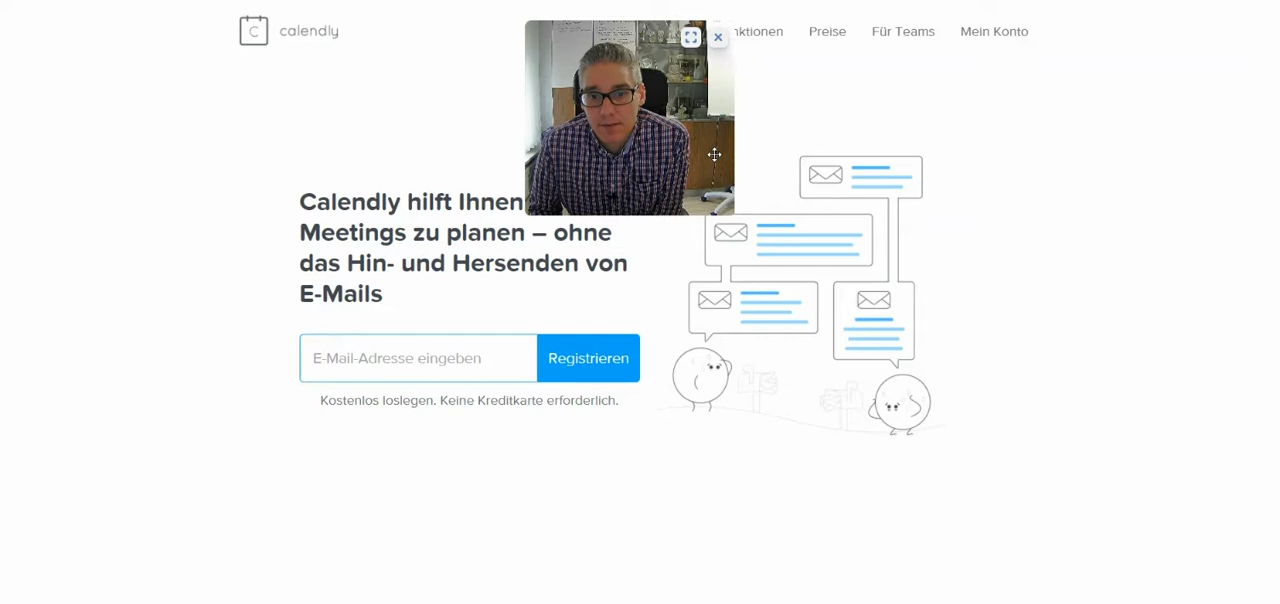 calendly
nktionen
Preise
Für Teams
Mein Konto
Calendly hilft Ihnen
Meetings zu planen – ohne
das Hin- und Hersenden von
E-Mails
E-Mail-Adresse eingeben
Registrieren
Kostenlos loslegen. Keine Kreditkarte erforderlich.